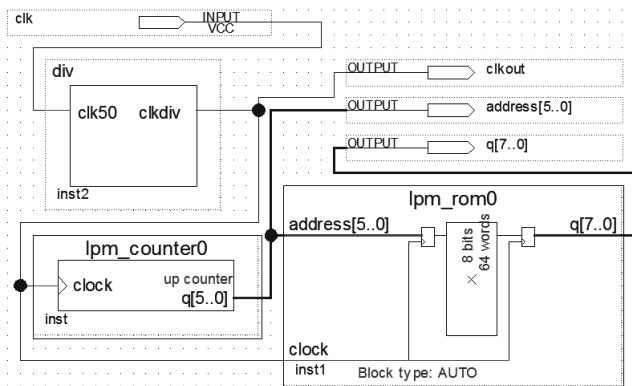 clk
INPUT
VCC
div
OUTPUT
clkout
clk50
clkdiv
OUTPUT
address[5..0]
OUTPUT
q[7..0]
inst2
lpm_rom0
address[5..0]
q[7..0]
8 bits
×
64 words
lpm_counter0
up counter
clock
q[5..0]
inst
clock
inst1
Block type: AUTO